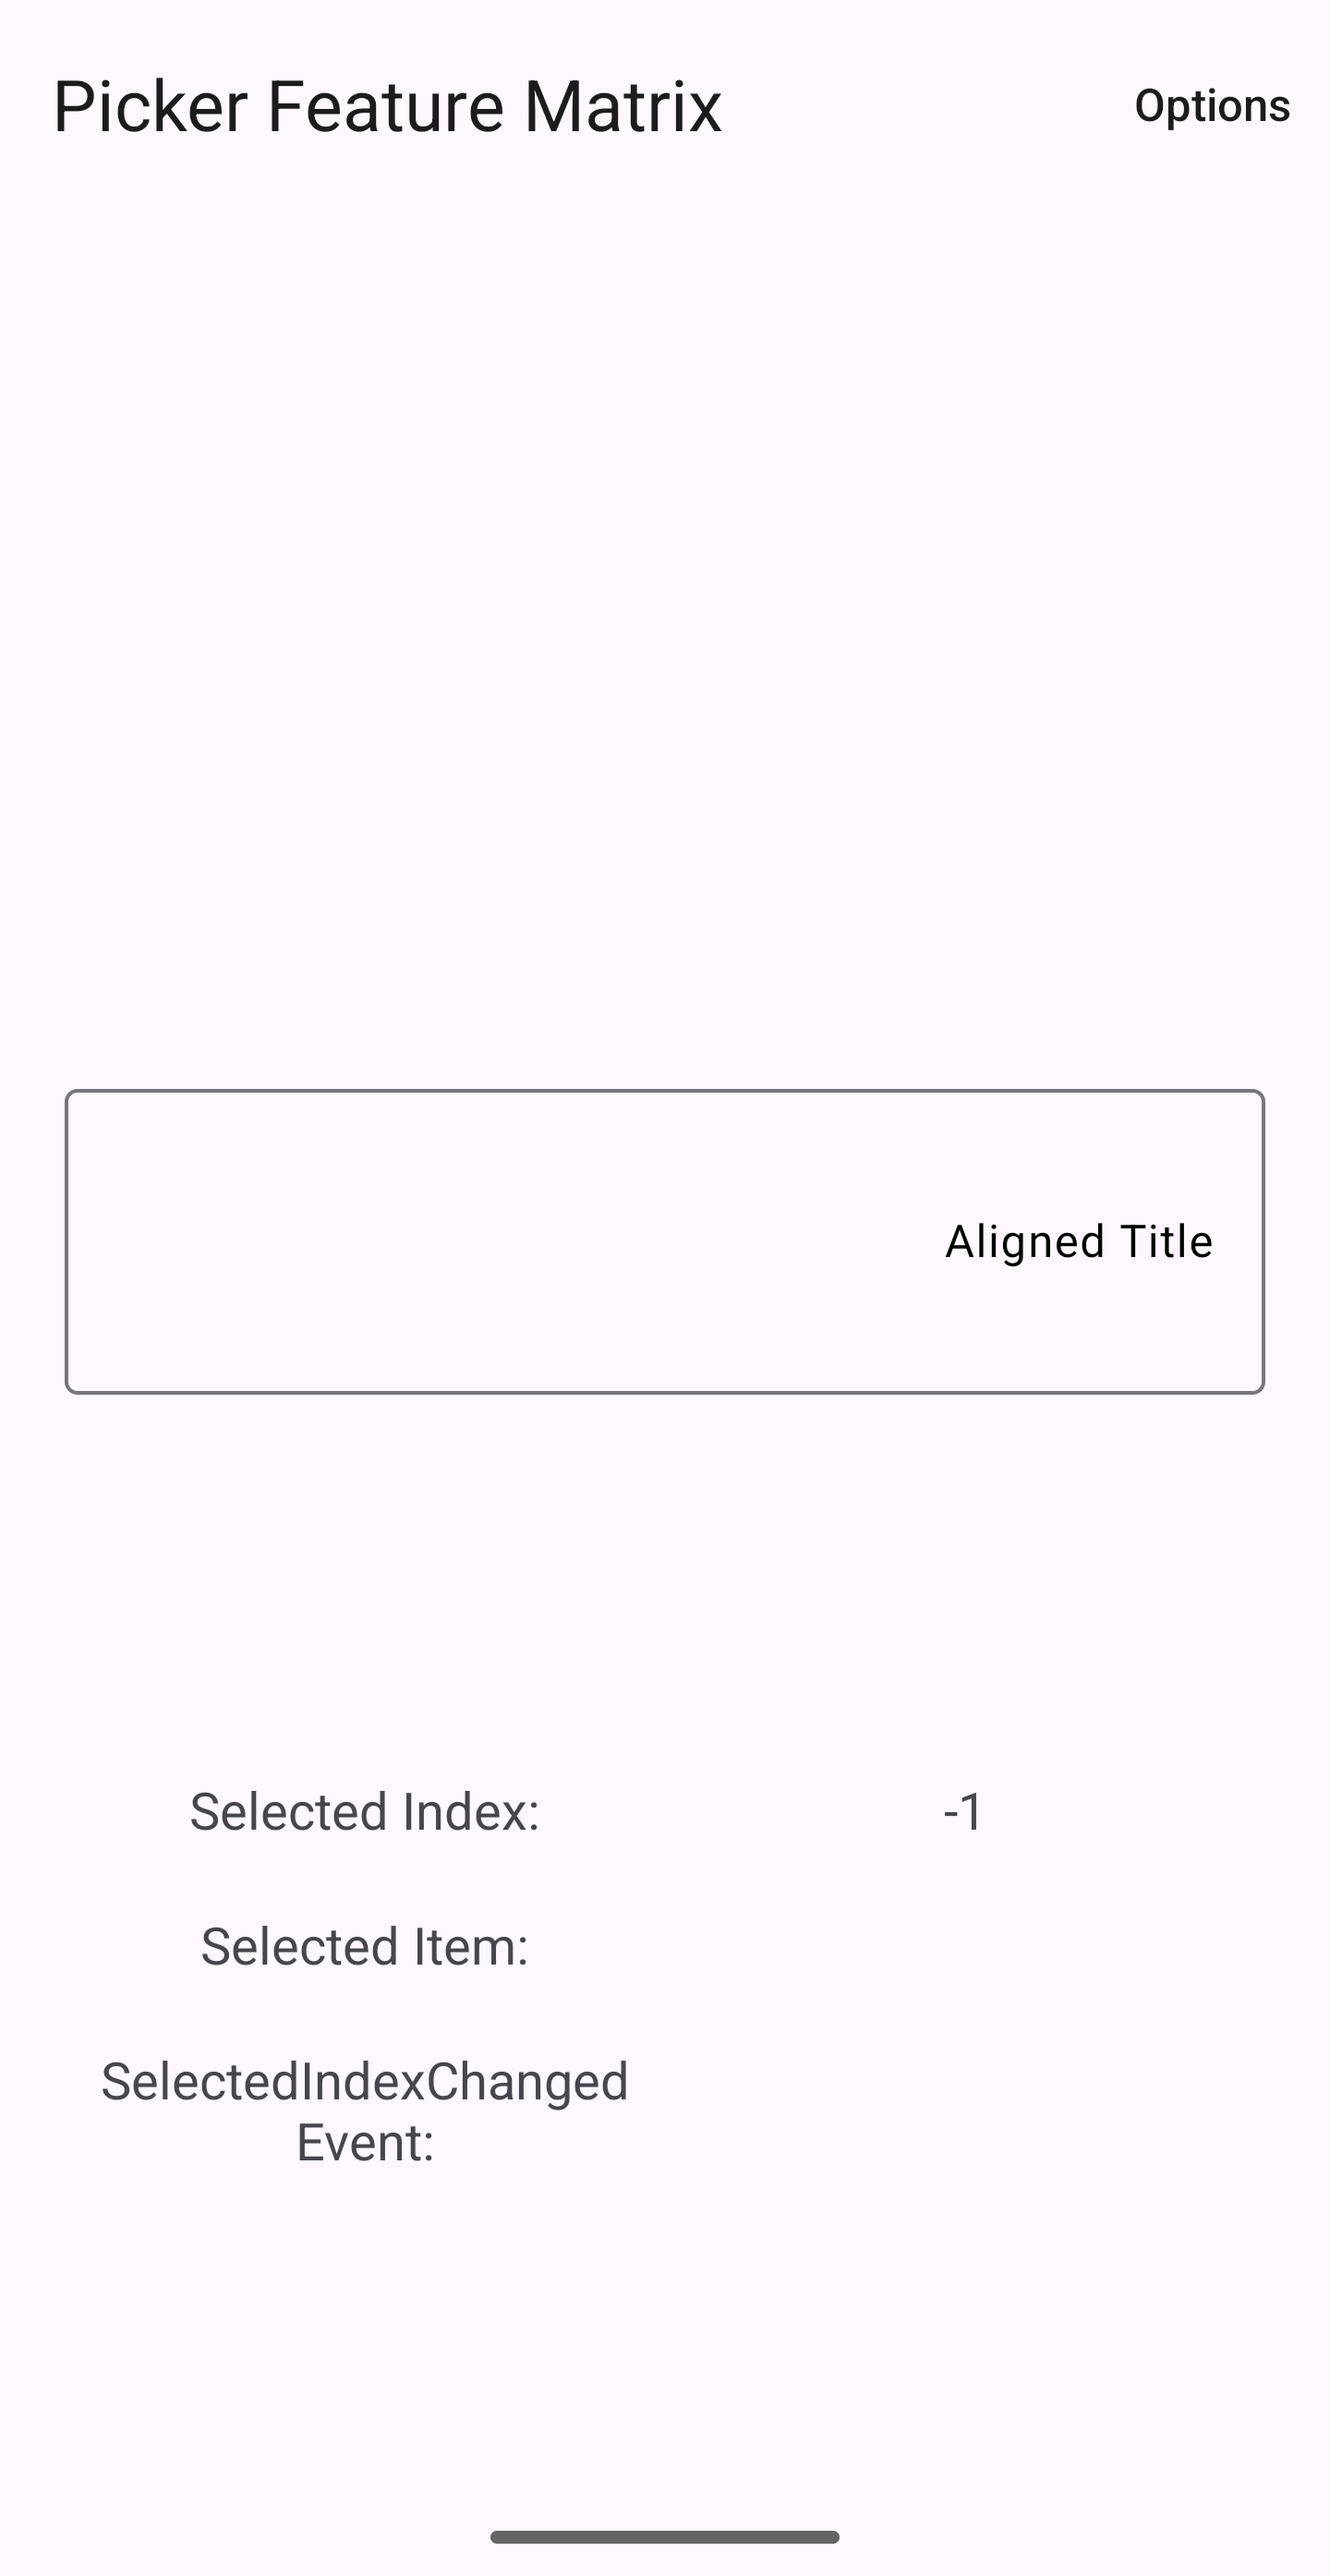 Picker Feature Matrix
Options
Aligned Title
Selected Index:
-1
Selected Item:
SelectedIndexChanged
Event: